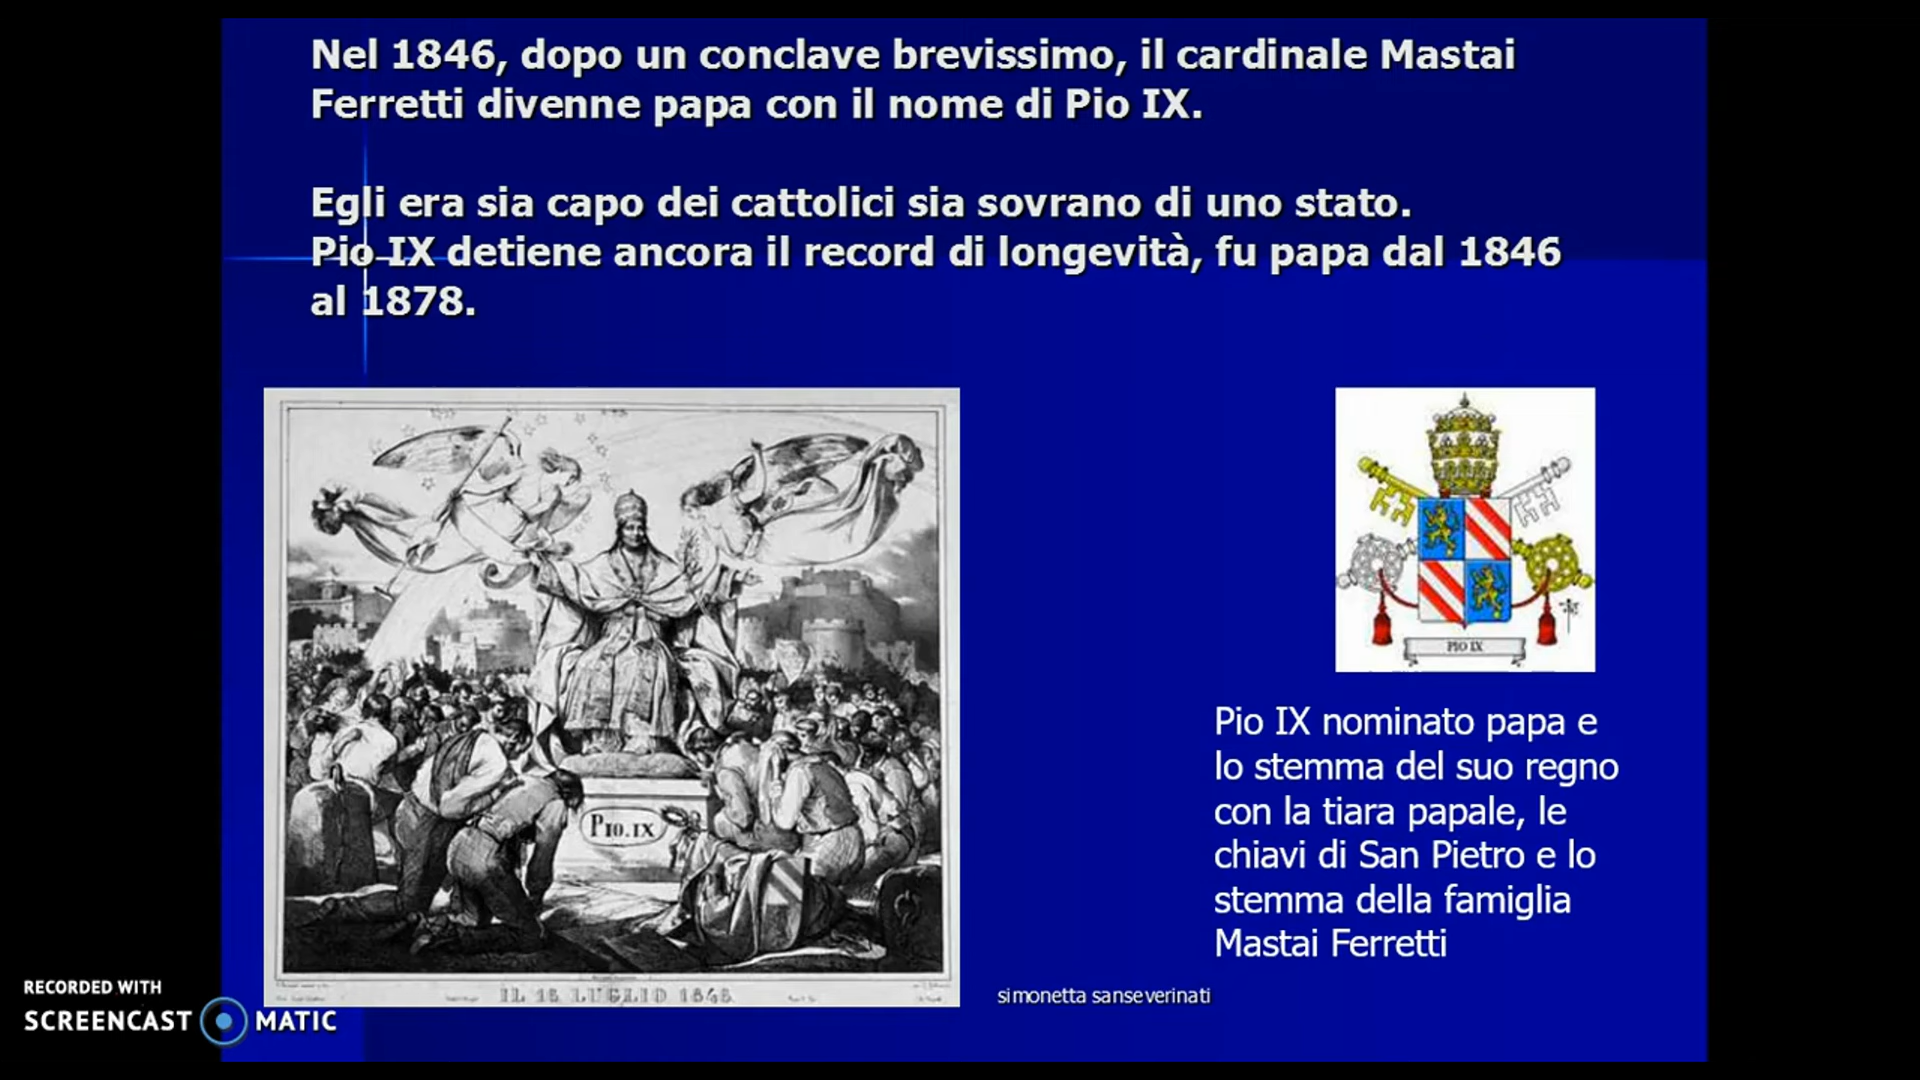 Nel 1846, dopo un conclave brevissimo, il cardinale Mastai
Ferretti divenne papa con il nome di Pio IX.
Egli era sia capo dei cattolici sia sovrano di uno stato.
Pio IX detiene ancora il record di longevità, fu papa dal 1846
al 1878.
PIO.IX
IL 16 LUGLIO 1846
PIO IX
Pio IX nominato papa e
lo stemma del suo regno
con la tiara papale, le
chiavi di San Pietro e lo
stemma della famiglia
Mastai Ferretti
simonetta sanseverinati
RECORDED WITH
SCREENCAST MATIC